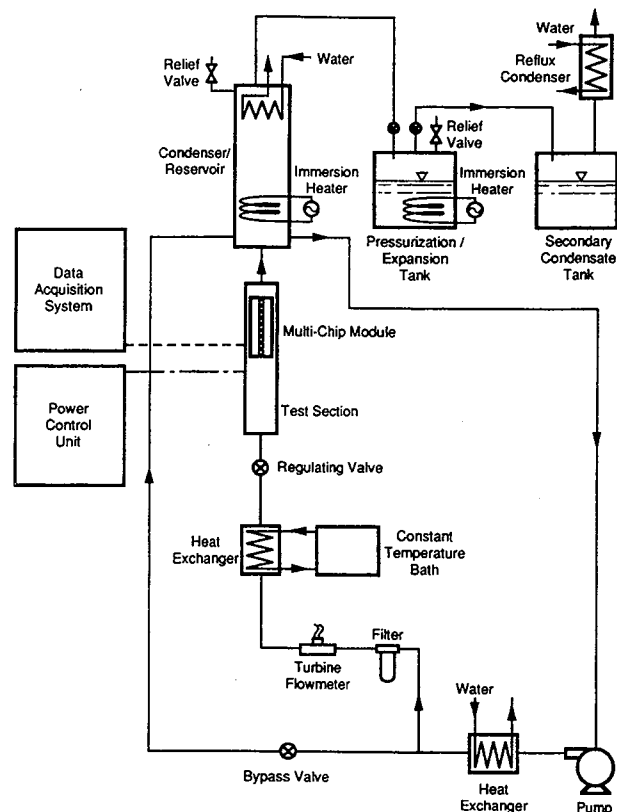 Water
Reflux
Condenser
Relief
Valve
Water
Relief
Valve
Condenser/
Reservoir
Immersion
Heater
Immersion
Heater
Pressurization /
Expansion
Tank
Secondary
Condensate
Tank
Data
Acquisition
System
Multi-Chip Module
Power
Control
Unit
Test Section
Regulating Valve
Heat
Exchanger
Constant
Temperature
Bath
Filter
Turbine
Flowmeter
Water
Bypass Valve
Heat
Exchanger
Pump